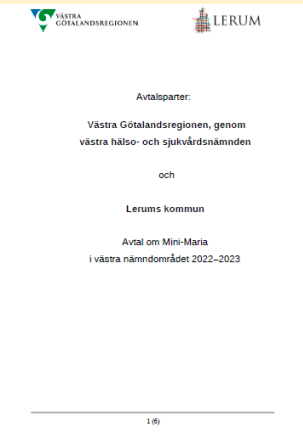 VÄSTRA
GÖTALANDSREGIONEN
LERUM
Avtalsparter:
Västra Götalandsregionen, genom
västra hälso- och sjukvårdsnämnden
och
Lerums kommun
Avtal om Mini-Maria
i västra nämndområdet 2022–2023
1 (6)